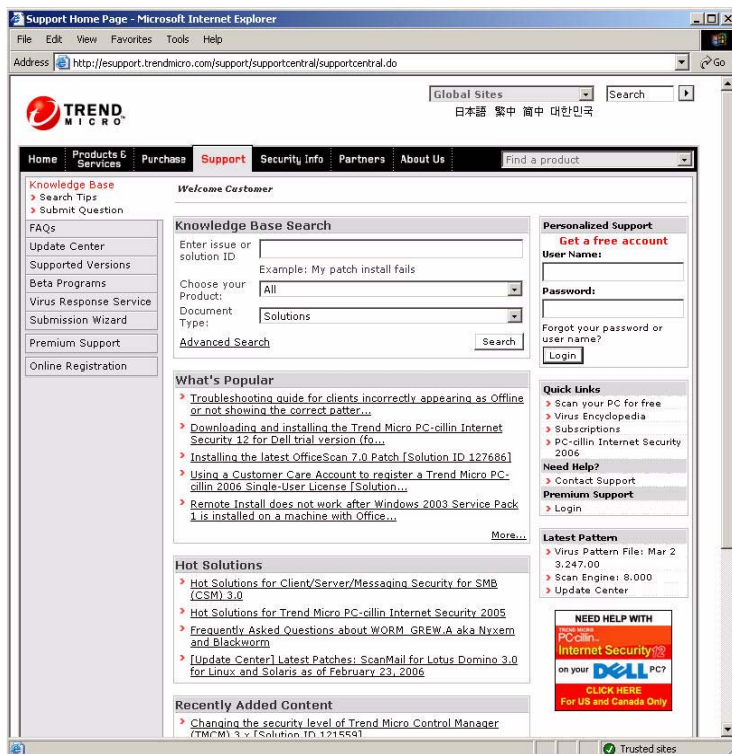 Support Home Page - Microsoft Internet Explorer
File Edit View Favorites Tools Help
Address http://esupport.trendmicro.com/support/supportcentral/supportcentral.do Go
Global Sites Search
日本語 繁中 简中 대한민국
TREND
MICRO
Home Products & Services Purchase Support Security Info Partners About Us Find a product
Knowledge Base
Search Tips
Submit Question
FAQs
Update Center
Supported Versions
Beta Programs
Virus Response Service
Submission Wizard
Premium Support
Online Registration
Welcome Customer
Knowledge Base Search
Enter issue or
solution ID
Example: My patch install fails
Choose your
Product:
All
Document
Type:
Solutions
Advanced Search Search
What's Popular
Troubleshooting guide for clients incorrectly appearing as Offline
or not showing the correct patter...
Downloading and installing the Trend Micro PC-cillin Internet
Security 12 for Dell trial version (fo...
Installing the latest OfficeScan 7.0 Patch [Solution ID 127686]
Using a Customer Care Account to register a Trend Micro PC-
cillin 2006 Single-User License [Solution...
Remote Install does not work after Windows 2003 Service Pack
1 is installed on a machine with Office...
More...
Hot Solutions
Hot Solutions for Client/Server/Messaging Security for SMB
(CSM) 3.0
Hot Solutions for Trend Micro PC-cillin Internet Security 2005
Frequently Asked Questions about WORM_GREW.A aka Nyxem
and Blackworm
[Update Center] Latest Patches: ScanMail for Lotus Domino 3.0
for Linux and Solaris as of February 23, 2006
Recently Added Content
Changing the security level of Trend Micro Control Manager
(TMCM) 3.x [Solution ID 121559]
Personalized Support
Get a free account
User Name:
Password:
Forgot your password or
user name?
Login
Quick Links
Scan your PC for free
Virus Encyclopedia
Subscriptions
PC-cillin Internet Security
2006
Need Help?
Contact Support
Premium Support
Login
Latest Pattern
Virus Pattern File: Mar 2
3.247.00
Scan Engine: 8.000
Update Center
NEED HELP WITH
TREND MICRO
PC-cillin
Internet Security 12
on your DELL PC?
CLICK HERE
For US and Canada Only
Trusted sites